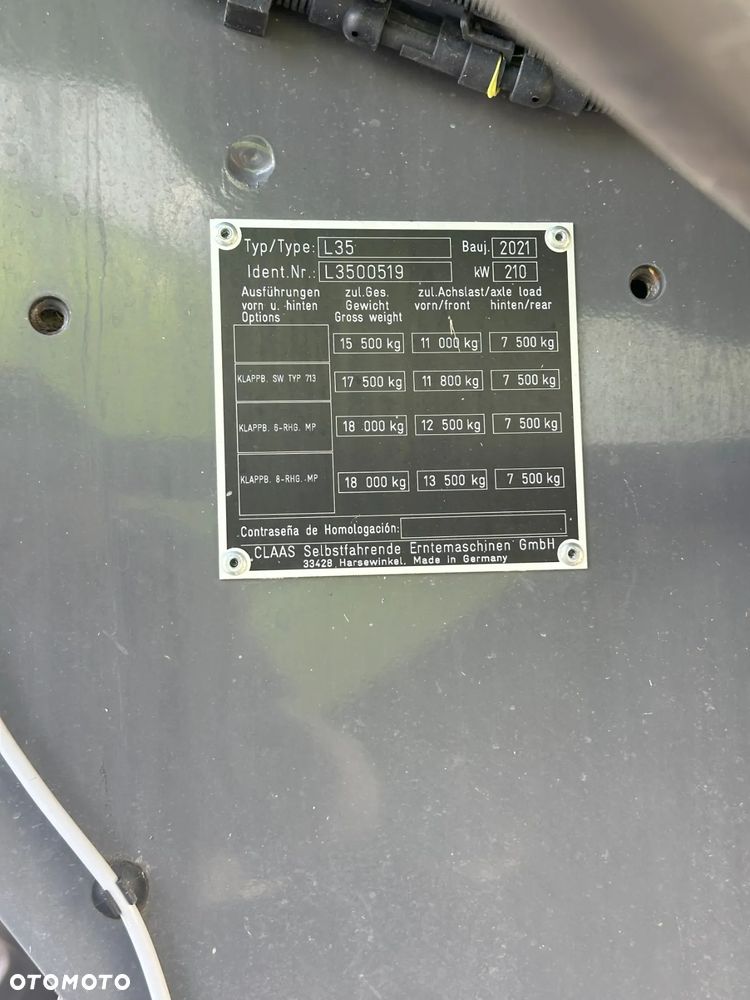 Typ/Type: L35 Bauj. 2021
Ident.Nr.: L3500519 kW 210
Ausführungen zul.Ges. zul.Achslast/axle load
vorn u. hinten Gewicht vorn/front hinten/rear
Options Gross weight
15 500 kg 11 000 kg 7 500 kg
KLAPPB. SW TYP 713 17 500 kg 11 800 kg 7 500 kg
KLAPPB. 6-RHG. MP 18 000 kg 12 500 kg 7 500 kg
KLAPPB. 8-RHG. MP 18 000 kg 13 500 kg 7 500 kg
Contraseña de Homologación:
CLAAS Selbstfahrende Erntemaschinen GmbH
33428 Harsewinkel, Made in Germany
OTOMOTO